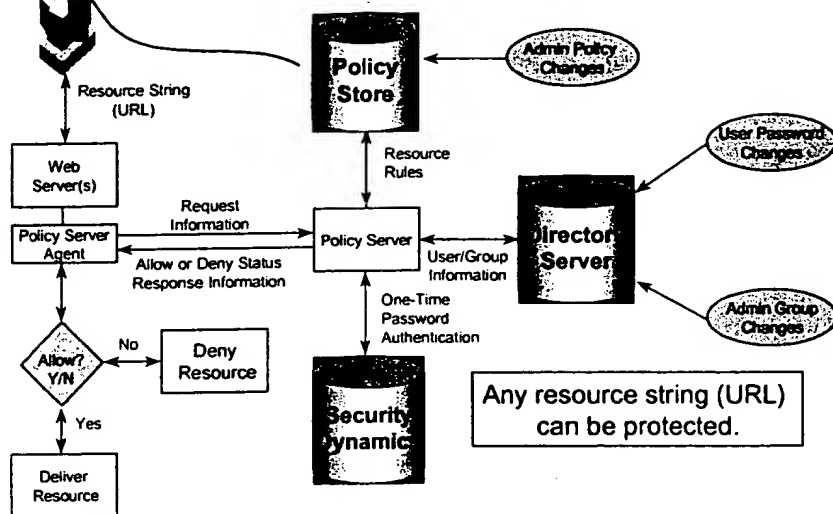 Policy
Store
Admin Policy
Changes
Resource String
(URL)
Resource
Rules
User Password
Changes
Web
Server(s)
Request
Information
Policy Server
Agent
Policy Server
Director
Server
Allow or Deny Status
Response Information
User/Group
Information
One-Time
Password
Authentication
Admin Group
Changes
Allow?
Y/N
No
Deny
Resource
Yes
Security
Dynamic
Any resource string (URL)
can be protected.
Deliver
Resource